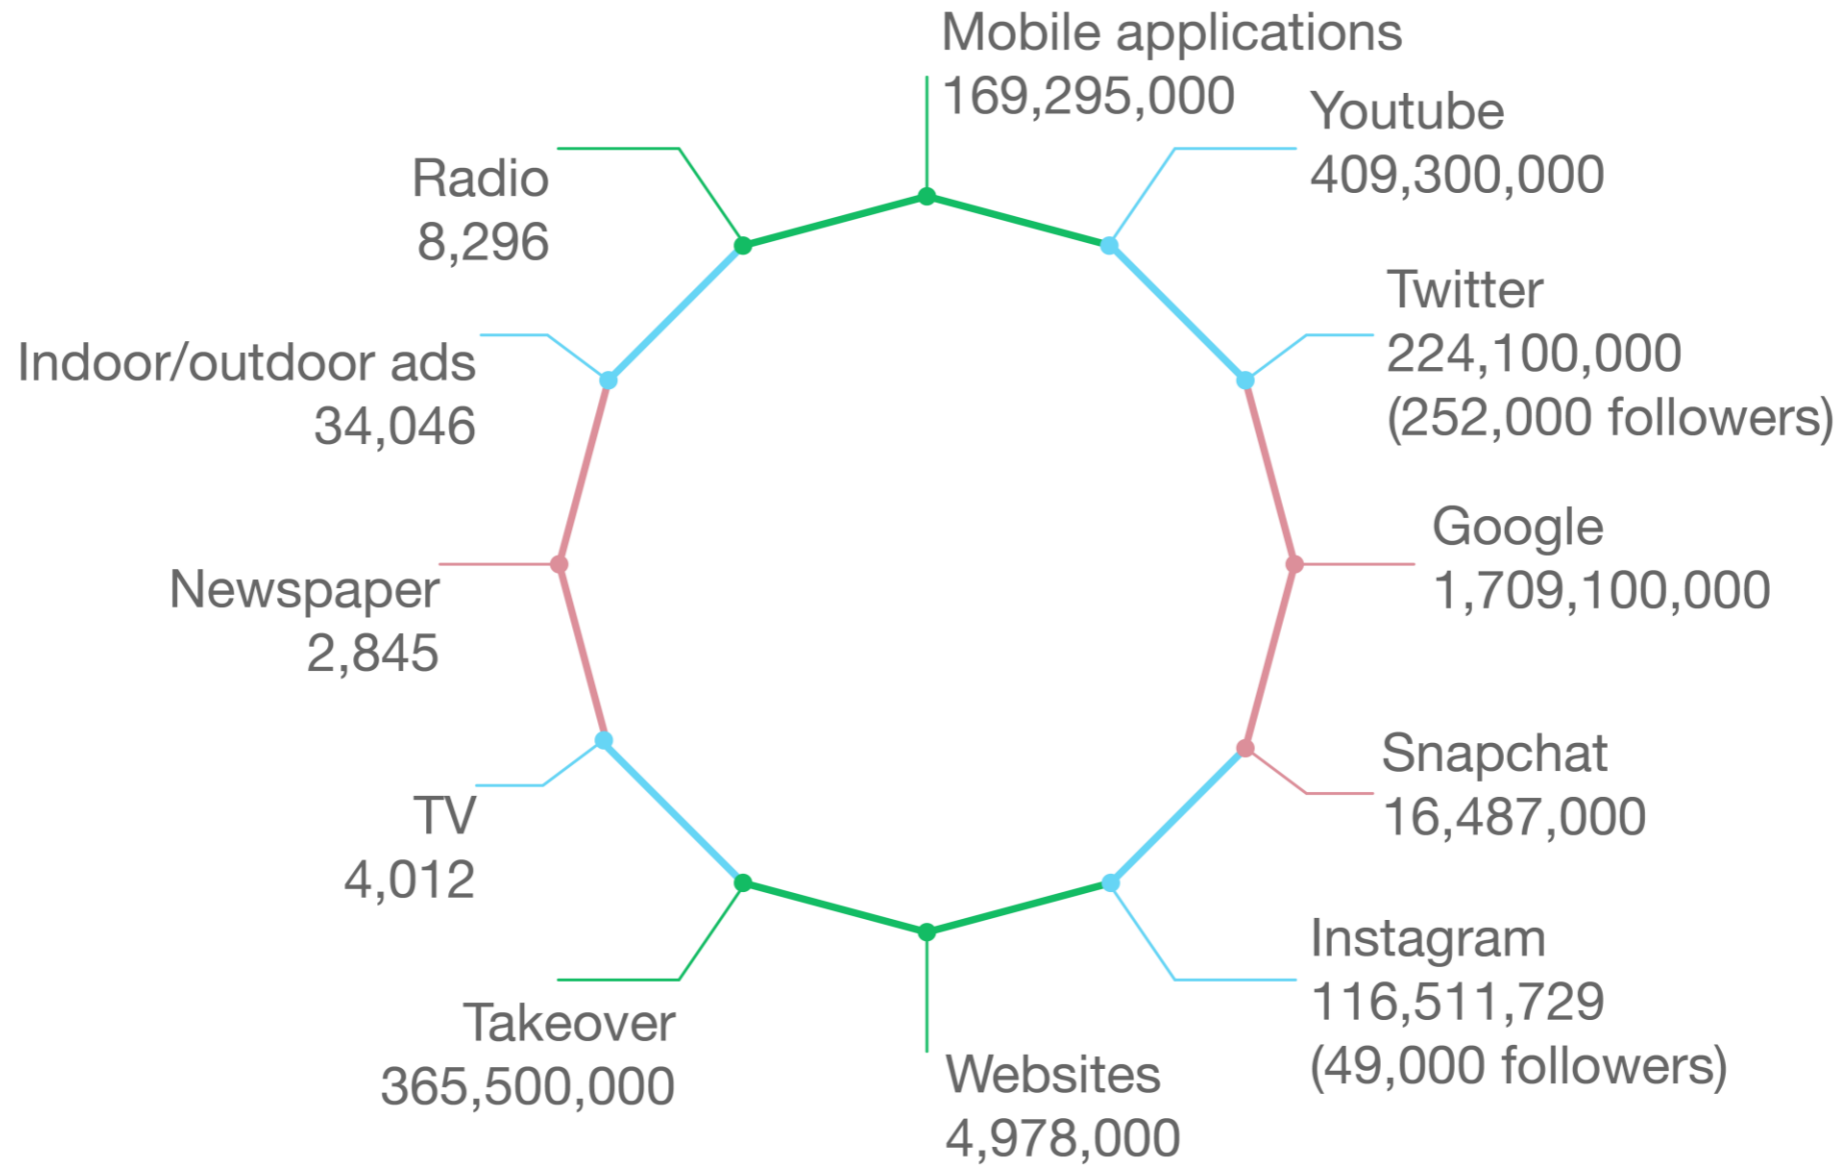 Mobile applications
169,295,000
Youtube
409,300,000
Twitter
224,100,000
(252,000 followers)
Google
1,709,100,000
Snapchat
16,487,000
Instagram
116,511,729
(49,000 followers)
Websites
4,978,000
Takeover
365,500,000
TV
4,012
Newspaper
2,845
Indoor/outdoor ads
34,046
Radio
8,296